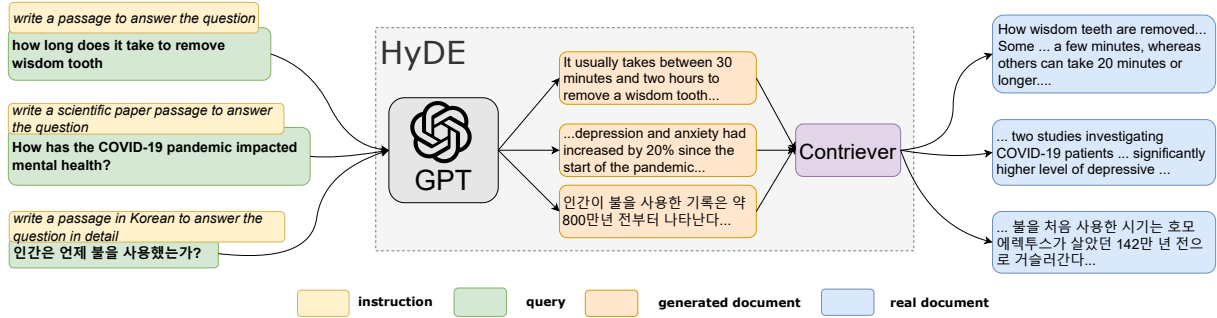 write a passage to answer the question
how long does it take to remove
wisdom tooth
write a scientific paper passage to answer
the question
How has the COVID-19 pandemic impacted
mental health?
write a passage in Korean to answer the
question in detail
인간은 언제 불을 사용했는가?
HyDE
GPT
It usually takes between 30
minutes and two hours to
remove a wisdom tooth...
...depression and anxiety had
increased by 20% since the
start of the pandemic...
인간이 불을 사용한 기록은 약
800만년 전부터 나타난다...
Contriever
How wisdom teeth are removed...
Some ... a few minutes, whereas
others can take 20 minutes or
longer....
... two studies investigating
COVID-19 patients ... significantly
higher level of depressive ...
... 불을 처음 사용한 시기는 호모
에렉투스가 살았던 142만 년 전으
로 거슬러간다...
instruction
query
generated document
real document